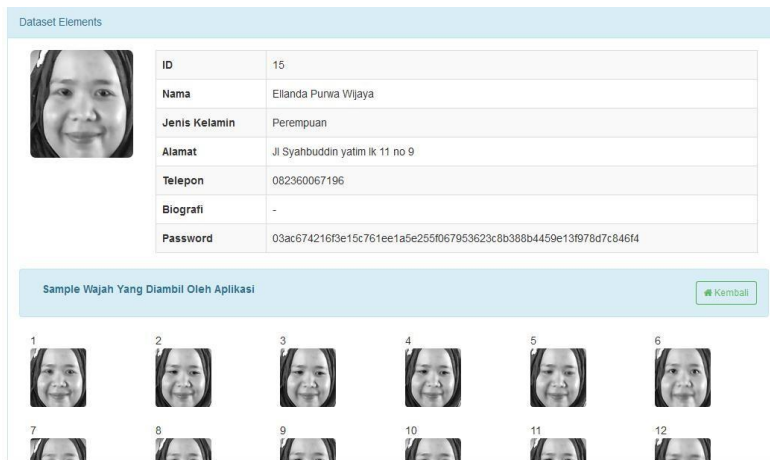 Dataset Elements
ID 15
Nama Ellanda Purwa Wijaya
Jenis Kelamin Perempuan
Alamat Jl Syahbuddin yatim lk 11 no 9
Telepon 082360067196
Biografi -
Password 03ac674216f3e15c761ee1a5e255f067953623c8b388b4459e13f978d7c846f4
Sample Wajah Yang Diambil Oleh Aplikasi Kembali
1 2 3 4 5 6
7 8 9 10 11 12